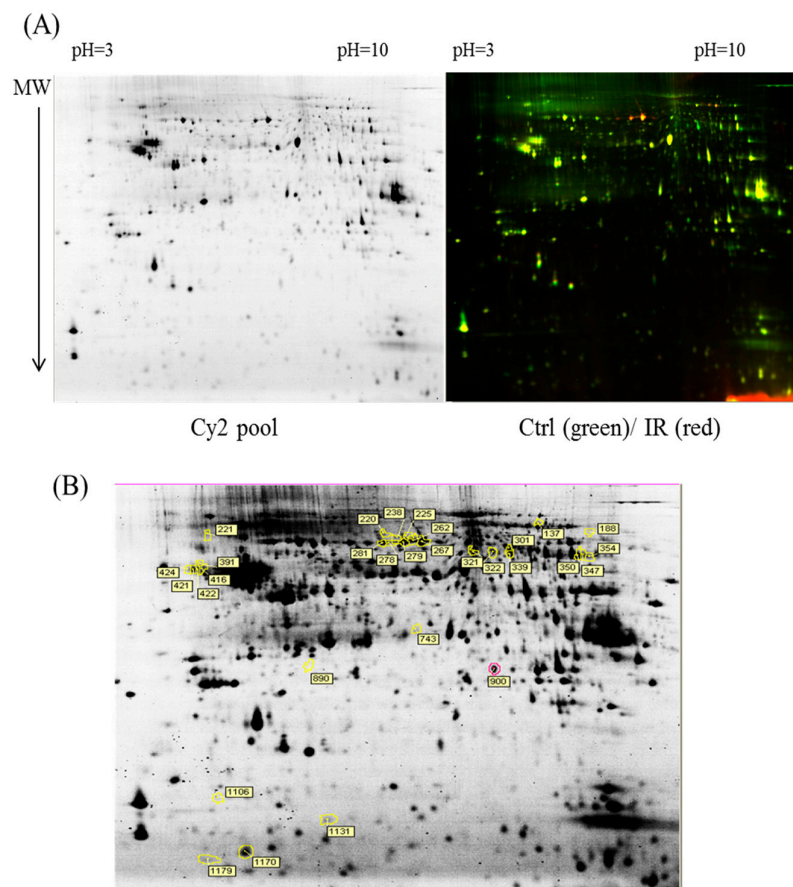 (A)
pH=3 pH=10 pH=3 pH=10
MW
Cy2 pool Ctrl (green)/ IR (red)
(B)
238 225
220 262
221 137 188
301
281 278 279 267 321 322 339 350 347 354
391
424 416
421
422
743
890 900
1106
1131
1170
1179